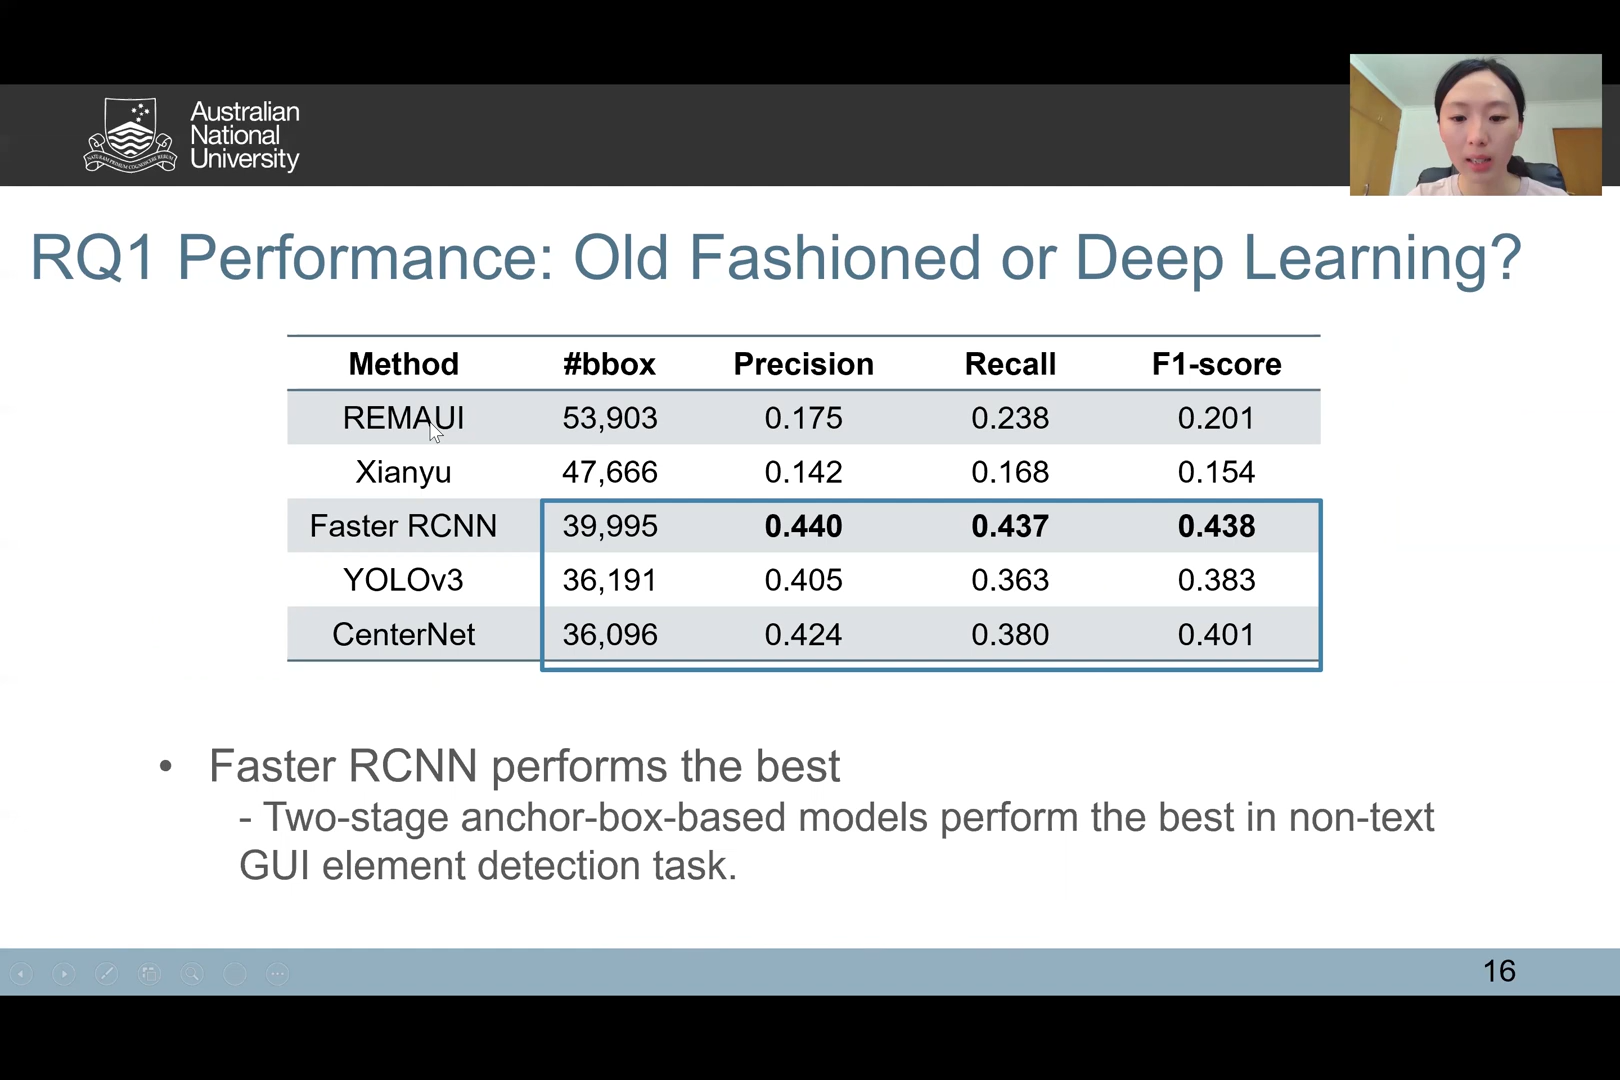 Australian
National
University
RQ1 Performance: Old Fashioned or Deep Learning?
Method #bbox Precision Recall F1-score
REMAUI 53,903 0.175 0.238 0.201
Xianyu 47,666 0.142 0.168 0.154
Faster RCNN 39,995 0.440 0.437 0.438
YOLOv3 36,191 0.405 0.363 0.383
CenterNet 36,096 0.424 0.380 0.401
• Faster RCNN performs the best
- Two-stage anchor-box-based models perform the best in non-text
GUI element detection task.
16